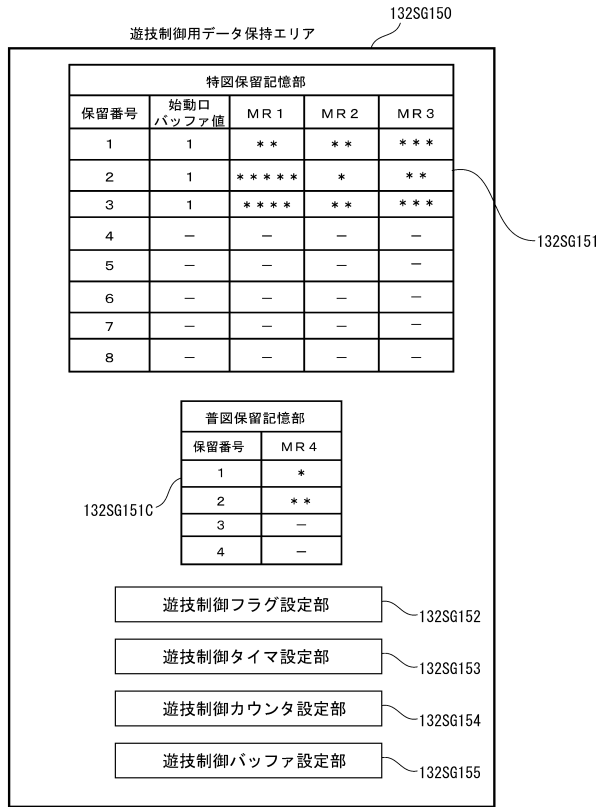 132SG150
遊技制御用データ保持エリア
特図保留記憶部
保留番号 始動口バッファ値 MR1 MR2 MR3
1 1 ** ** ***
2 1 ***** * **
3 1 **** ** ***
4 － － － －
5 － － － －
6 － － － －
7 － － － －
8 － － － －
132SG151
普図保留記憶部
保留番号 MR4
1 *
2 **
3 －
4 －
132SG151C
遊技制御フラグ設定部
132SG152
遊技制御タイマ設定部
132SG153
遊技制御カウンタ設定部
132SG154
遊技制御バッファ設定部
132SG155